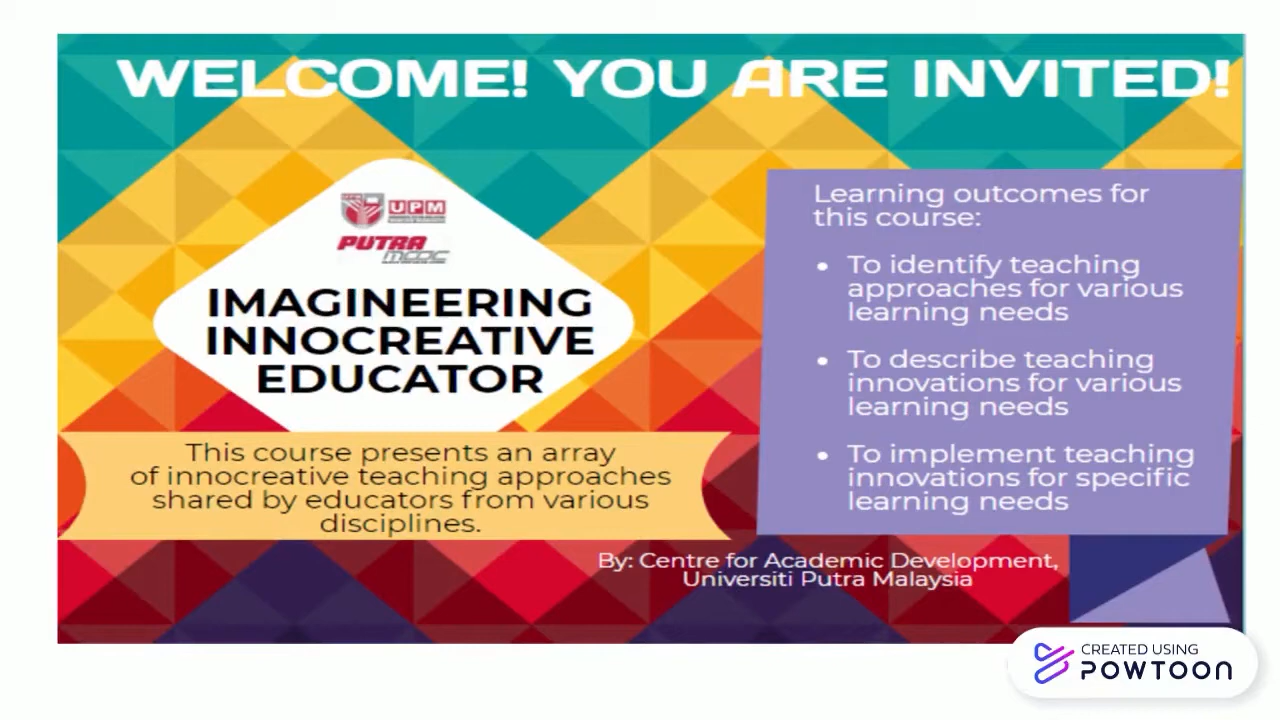 WELCOME! YOU ARE INVITED!
UPM
PUTRA
MOOC
IMAGINEERING
INNOCREATIVE
EDUCATOR
This course presents an array
of innocreative teaching approaches
shared by educators from various
disciplines.
Learning outcomes for
this course:
• To identify teaching
approaches for various
learning needs
• To describe teaching
innovations for various
learning needs
• To implement teaching
innovations for specific
learning needs
By: Centre for Academic Development,
Universiti Putra Malaysia
CREATED USING
POWTOON